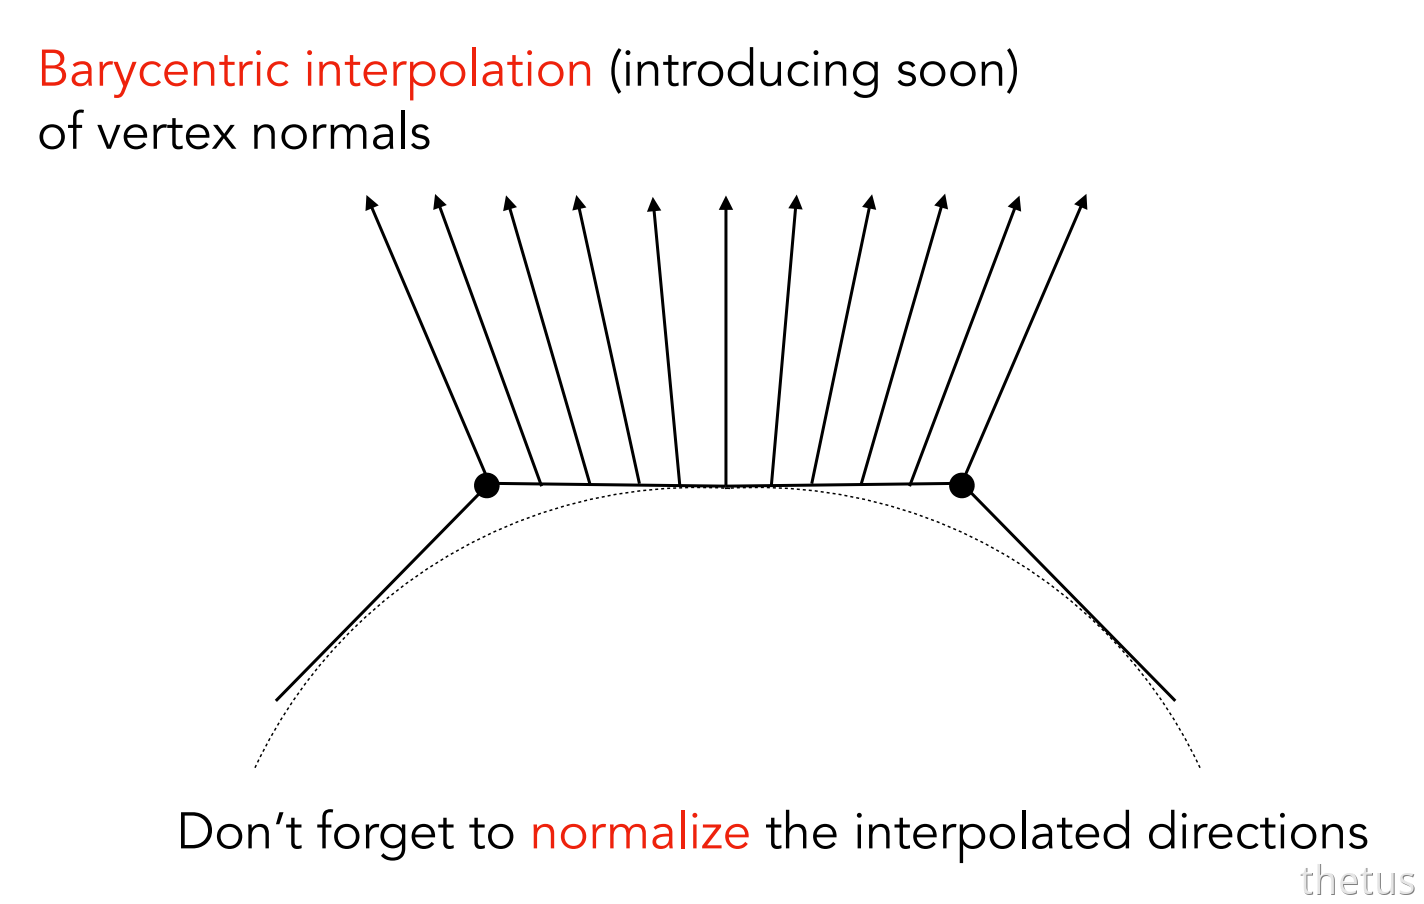 Barycentric interpolation (introducing soon)
of vertex normals
Don’t forget to normalize the interpolated directions
thetus